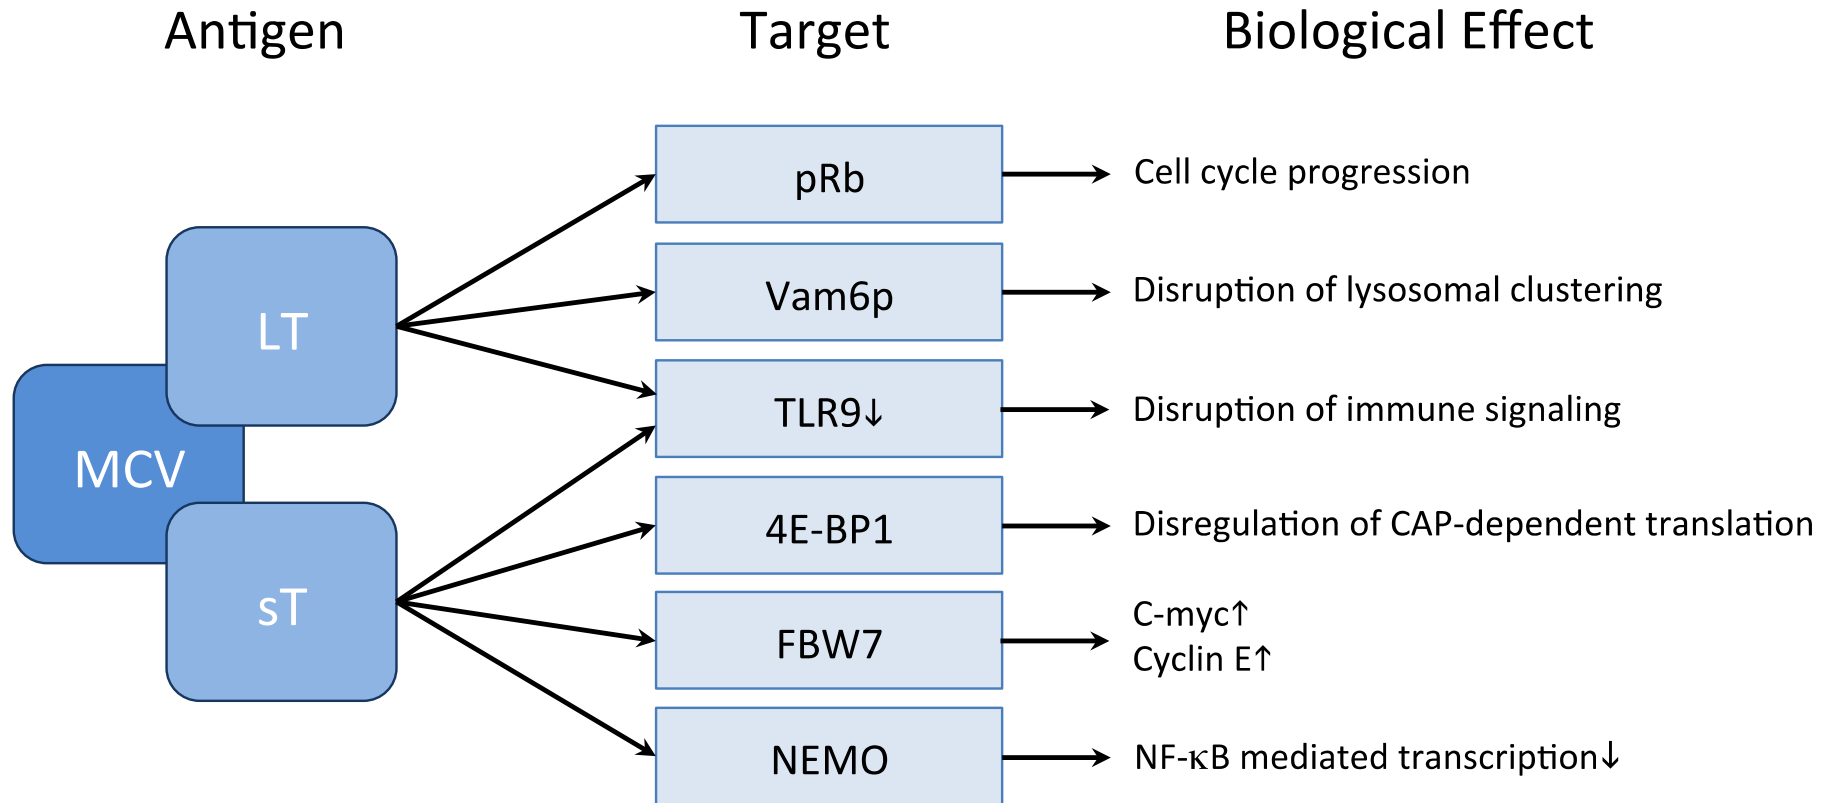 Antigen
Target
Biological Effect
LT
MCV
sT
pRb
Cell cycle progression
Vam6p
Disruption of lysosomal clustering
TLR9↓
Disruption of immune signaling
4E-BP1
Disregulation of CAP-dependent translation
FBW7
C-myc↑
Cyclin E↑
NEMO
NF-κB mediated transcription↓